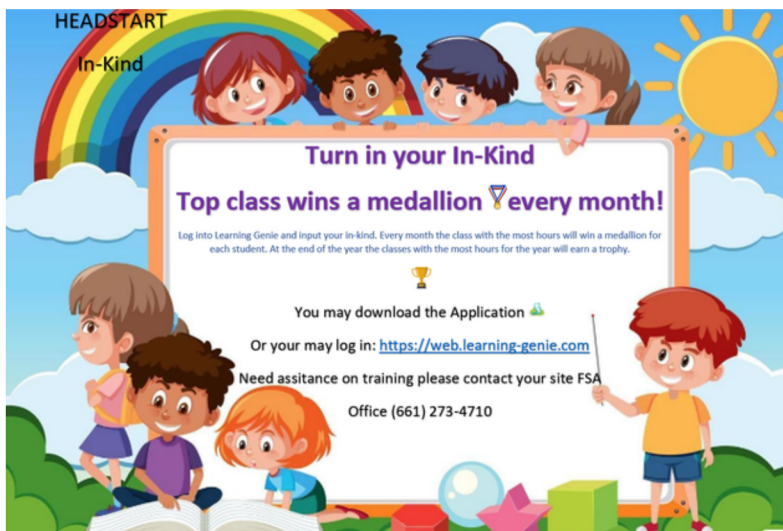 HEADSTART
In-Kind
Turn in your In-Kind
Top class wins a medallion every month!
Log into Learning Genie and input your in-kind. Every month the class with the most hours will win a medallion for
each student. At the end of the year the classes with the most hours for the year will earn a trophy.
You may download the Application
Or your may log in: https://web.learning-genie.com
Need assitance on training please contact your site FSA
Office (661) 273-4710